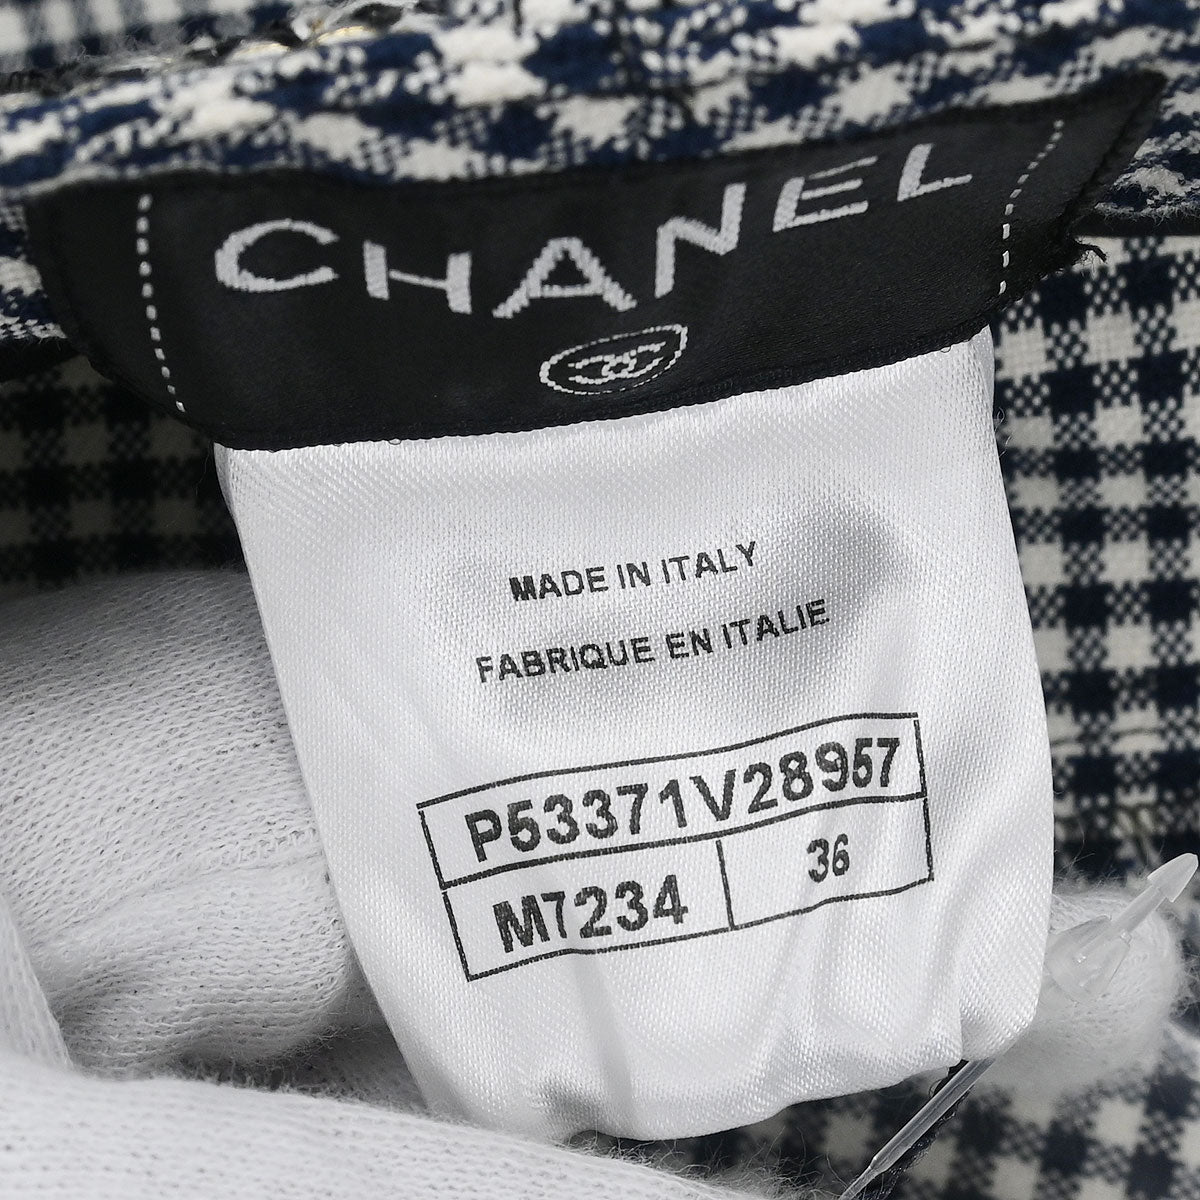 CHANEL
MADE IN ITALY
FABRIQUE EN ITALIE
P53371V28957
M7234
36